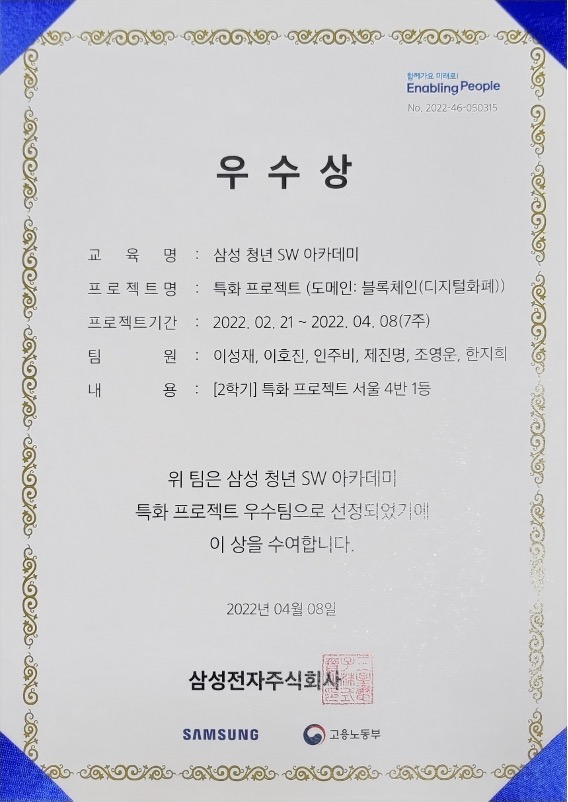 함께가요 미래로!
Enabling People
No. 2022-46-050315
우수상
교육명 : 삼성 청년 SW 아카데미
프로젝트명 : 특화 프로젝트 (도메인: 블록체인(디지털화폐))
프로젝트기간 : 2022. 02. 21 ~ 2022. 04. 08(7주)
팀원 : 이성재, 이호진, 인주비, 제진명, 조영운, 한지희
내용 : [2학기] 특화 프로젝트 서울 4반 1등
위 팀은 삼성 청년 SW 아카데미
특화 프로젝트 우수팀으로 선정되었기에
이 상을 수여합니다.
2022년 04월 08일
삼성전자주식회사
SAMSUNG 고용노동부